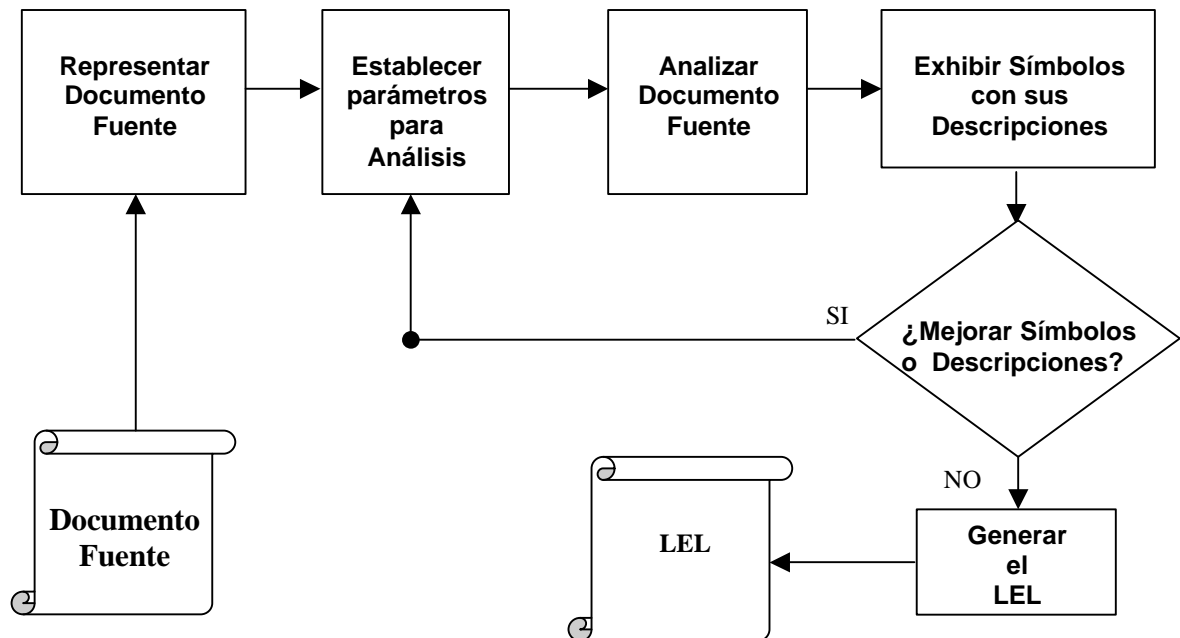 Representar
Documento
Fuente
Establecer
parámetros
para
Análisis
Analizar
Documento
Fuente
Exhibir Símbolos
con sus
Descripciones
SI
¿Mejorar Símbolos
o Descripciones?
NO
Documento
Fuente
LEL
Generar
el
LEL